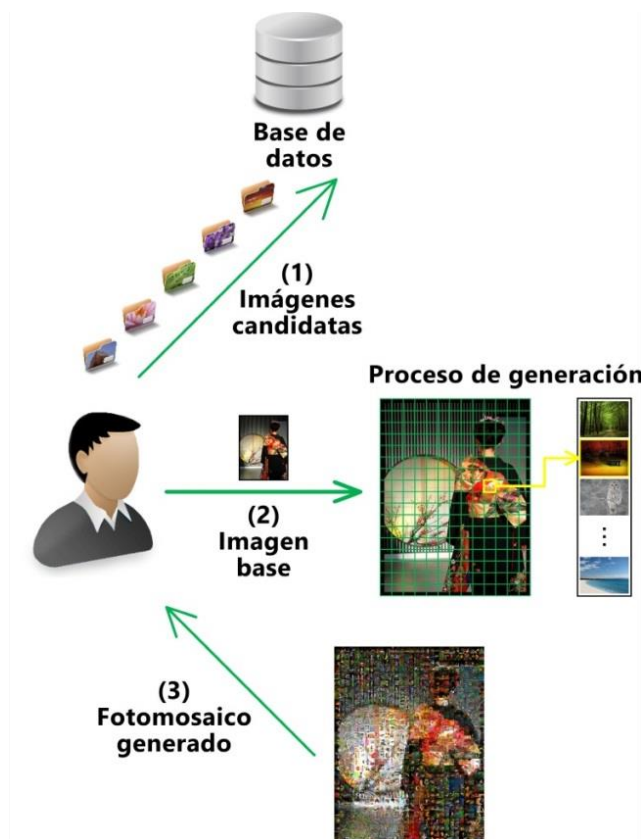 Base de
datos
(1)
Imágenes
candidatas
Proceso de generación
(2)
Imagen
base
(3)
Fotomosaico
generado